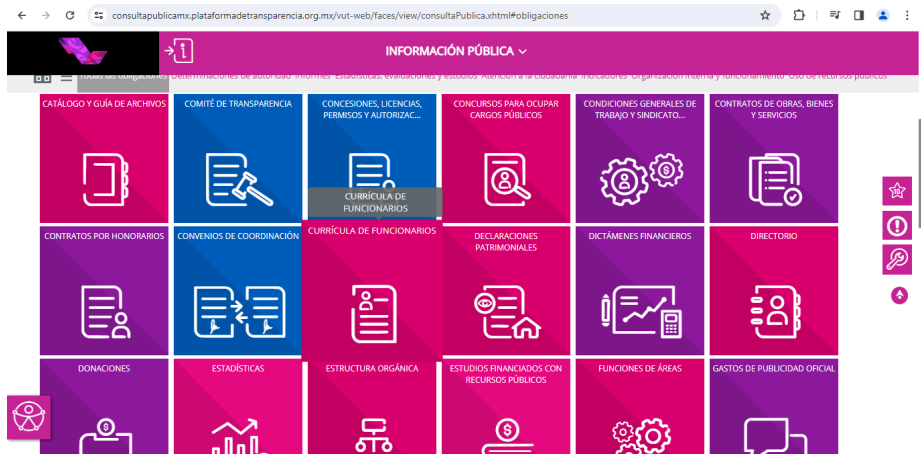 consultapublicamx.plataformadetransparencia.org.mx/vut-web/faces/view/consultaPublica.xhtml#obligaciones
INFORMACIÓN PÚBLICA
Todas las obligaciones Determinaciones de autoridad Informes Estadísticas, evaluaciones y estudios Atención a la ciudadanía Indicadores Organización interna y funcionamiento Uso de recursos públicos
CATÁLOGO Y GUÍA DE ARCHIVOS
COMITÉ DE TRANSPARENCIA
CONCESIONES, LICENCIAS,
PERMISOS Y AUTORIZAC...
CONCURSOS PARA OCUPAR
CARGOS PÚBLICOS
CONDICIONES GENERALES DE
TRABAJO Y SINDICATO...
CONTRATOS DE OBRAS, BIENES
Y SERVICIOS
CURRÍCULA DE
FUNCIONARIOS
CONTRATOS POR HONORARIOS
CONVENIOS DE COORDINACIÓN
CURRÍCULA DE FUNCIONARIOS
DECLARACIONES
PATRIMONIALES
DICTÁMENES FINANCIEROS
DIRECTORIO
DONACIONES
ESTADÍSTICAS
ESTRUCTURA ORGÁNICA
ESTUDIOS FINANCIADOS CON
RECURSOS PÚBLICOS
FUNCIONES DE ÁREAS
GASTOS DE PUBLICIDAD OFICIAL